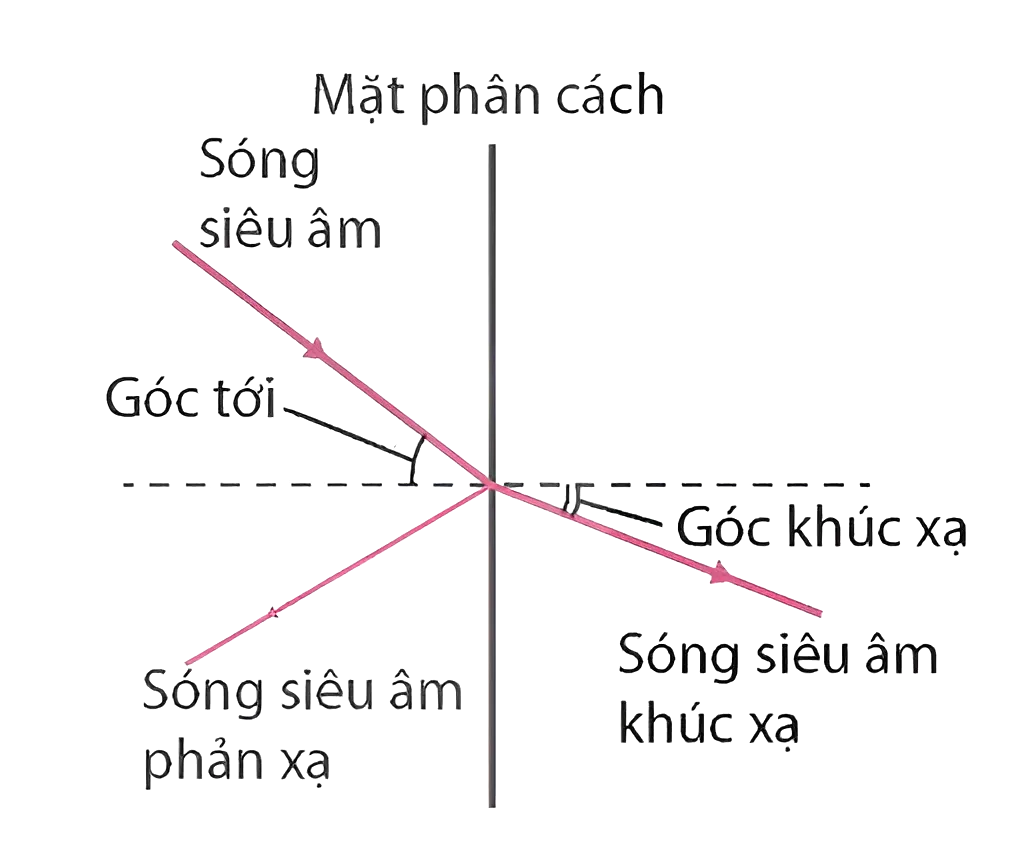 Mặt phân cách
Sóng
siêu âm
Góc tới
Góc khúc xạ
Sóng siêu âm
khúc xạ
Sóng siêu âm
phản xạ